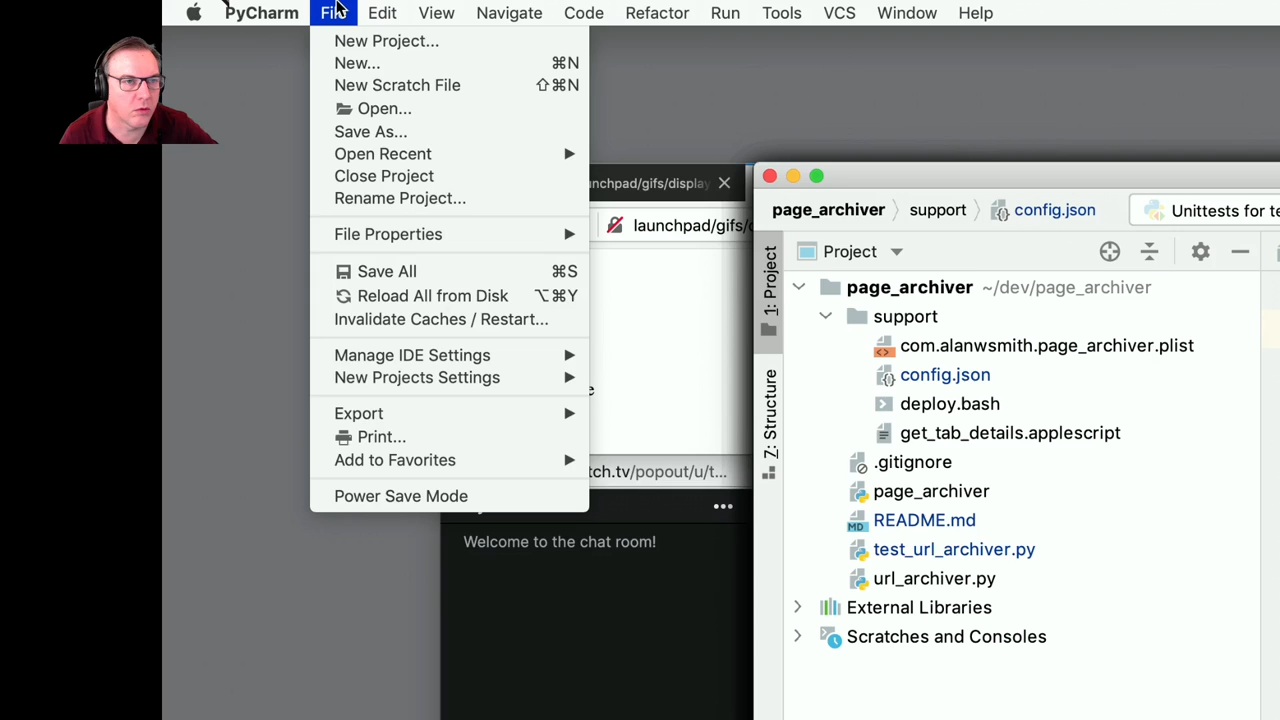 PyCharm File Edit View Navigate Code Refactor Run Tools VCS Window Help
New Project...
New... ⌘N
New Scratch File ⇧⌘N
Open...
Save As...
Open Recent
Close Project
Rename Project...
File Properties
Save All ⌘S
Reload All from Disk ⌥⌘Y
Invalidate Caches / Restart...
Manage IDE Settings
New Projects Settings
Export
Print...
Add to Favorites
Power Save Mode
launchpad/gifs/
Welcome to the chat room!
page_archiver support config.json Unittests for
1: Project
Z: Structure
Project
page_archiver ~/dev/page_archiver
support
com.alanwsmith.page_archiver.plist
config.json
deploy.bash
get_tab_details.applescript
.gitignore
page_archiver
README.md
test_url_archiver.py
url_archiver.py
External Libraries
Scratches and Consoles